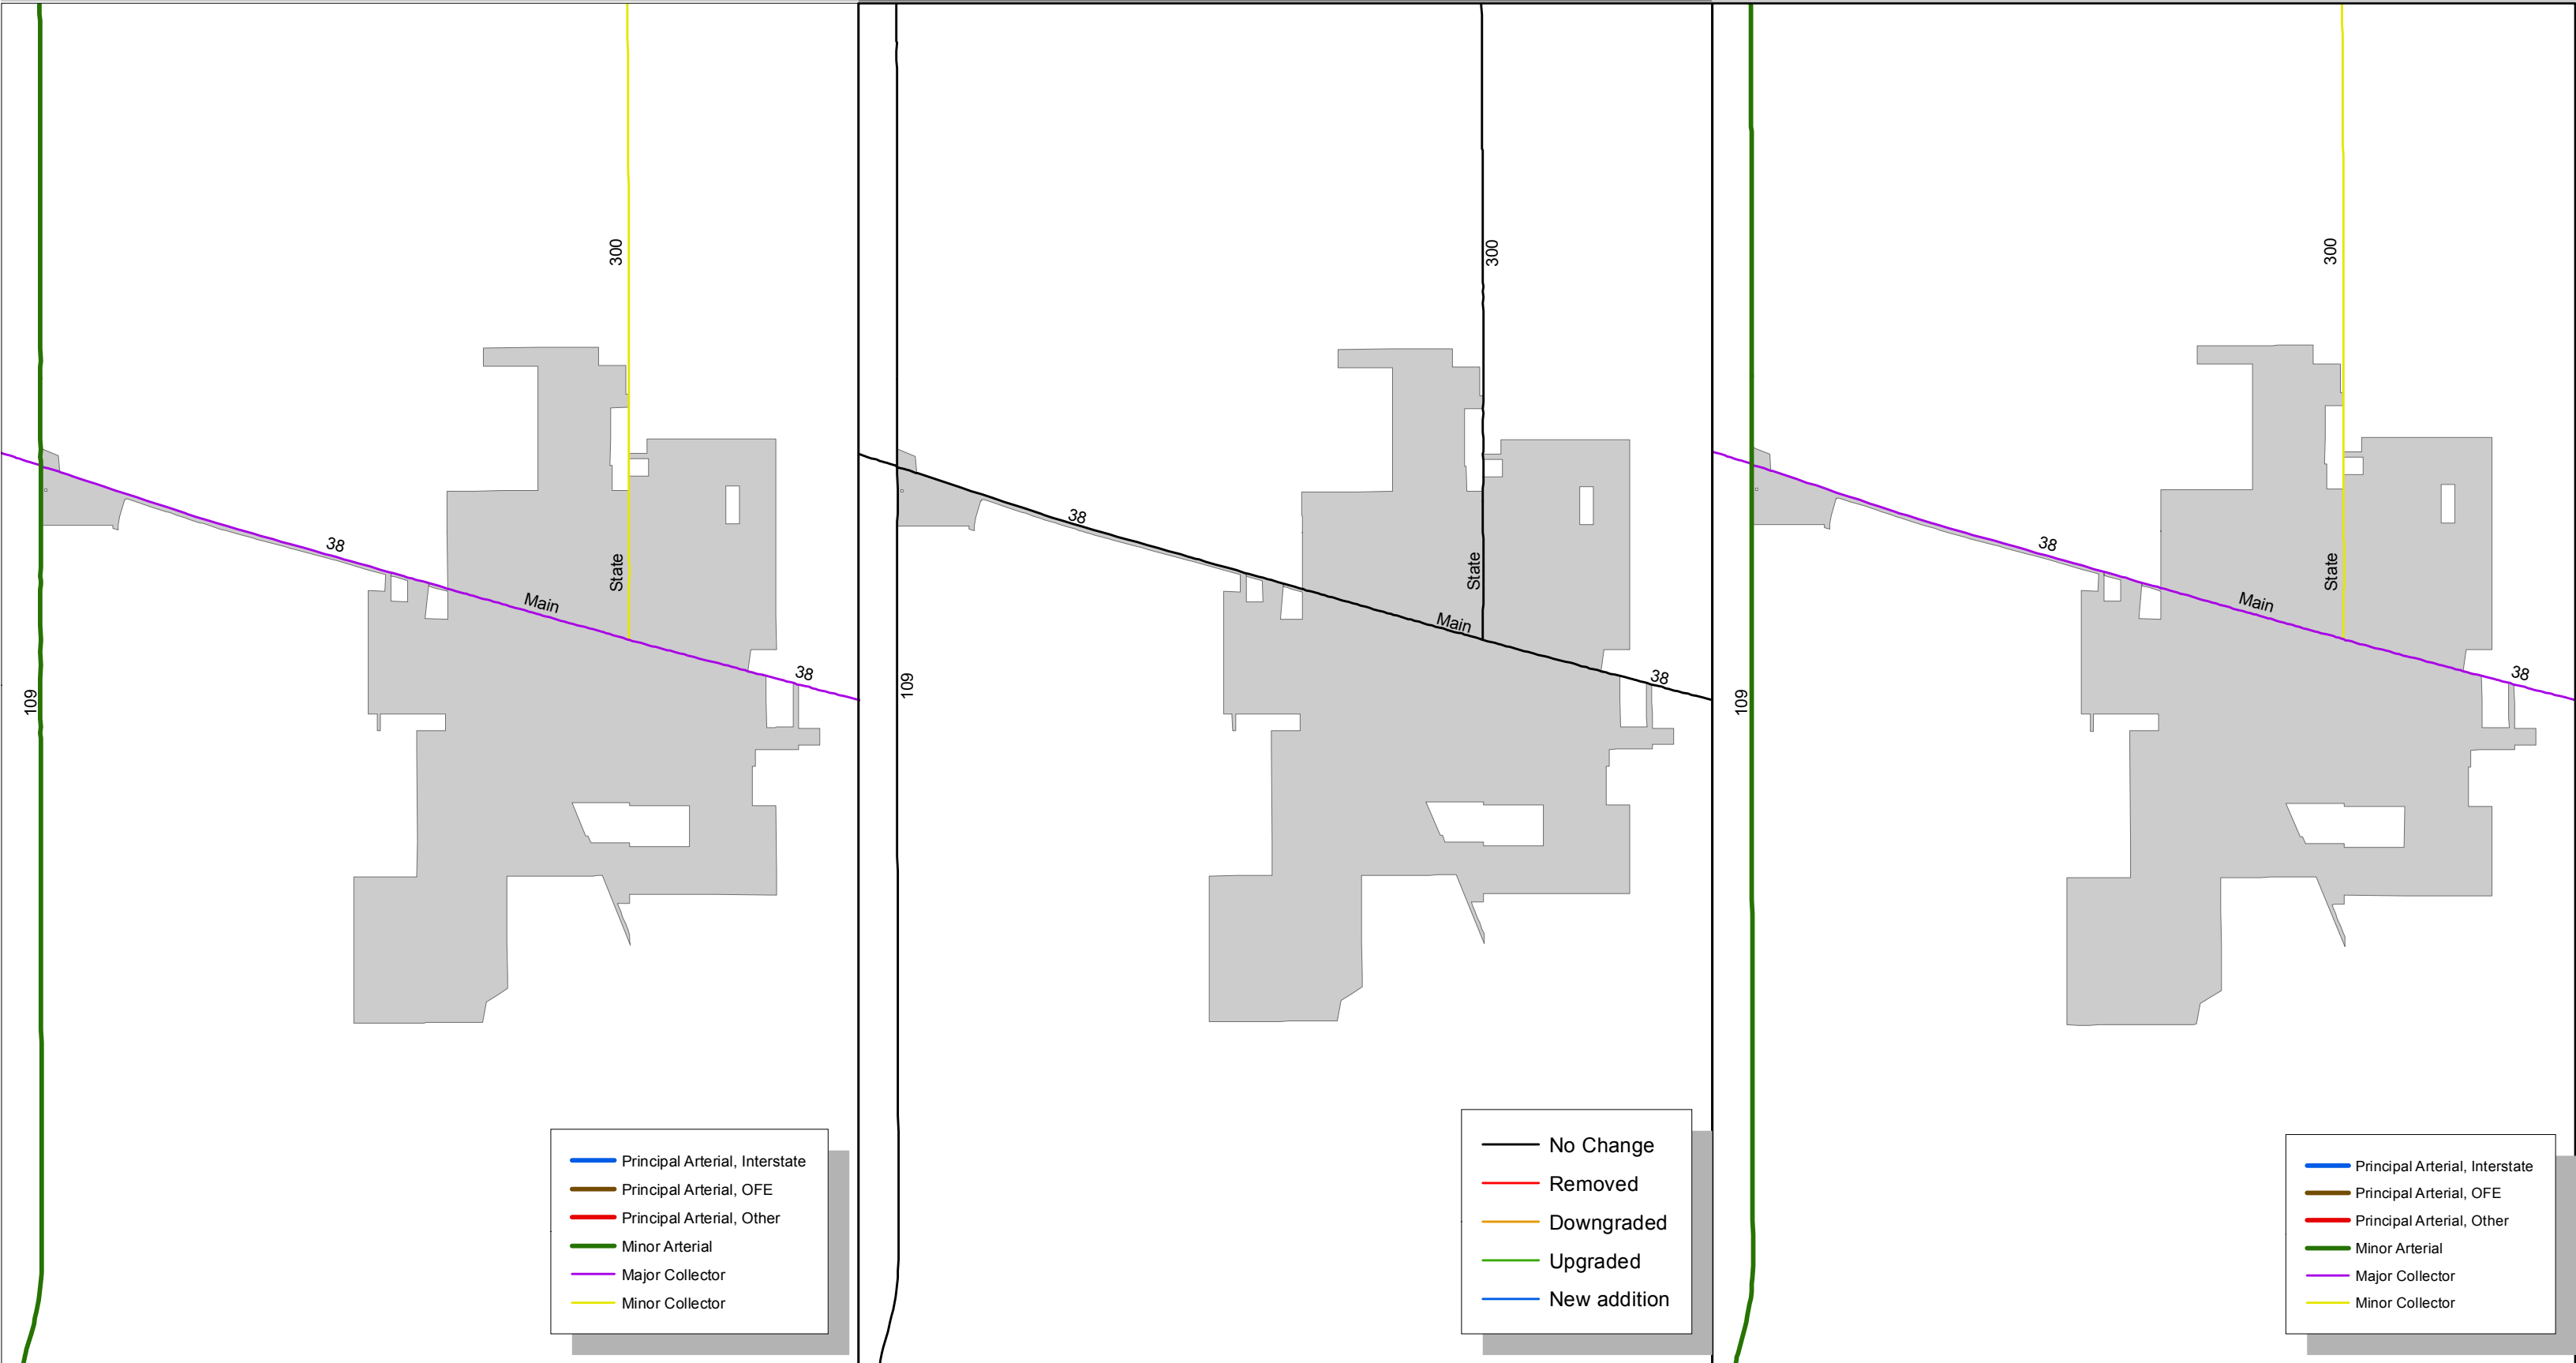 300
State
38
Main
38
109
Principal Arterial, Interstate
Principal Arterial, OFE
Principal Arterial, Other
Minor Arterial
Major Collector
Minor Collector
300
38
State
Main
38
109
No Change
Removed
Downgraded
Upgraded
New addition
300
38
State
Main
38
109
Principal Arterial, Interstate
Principal Arterial, OFE
Principal Arterial, Other
Minor Arterial
Major Collector
Minor Collector